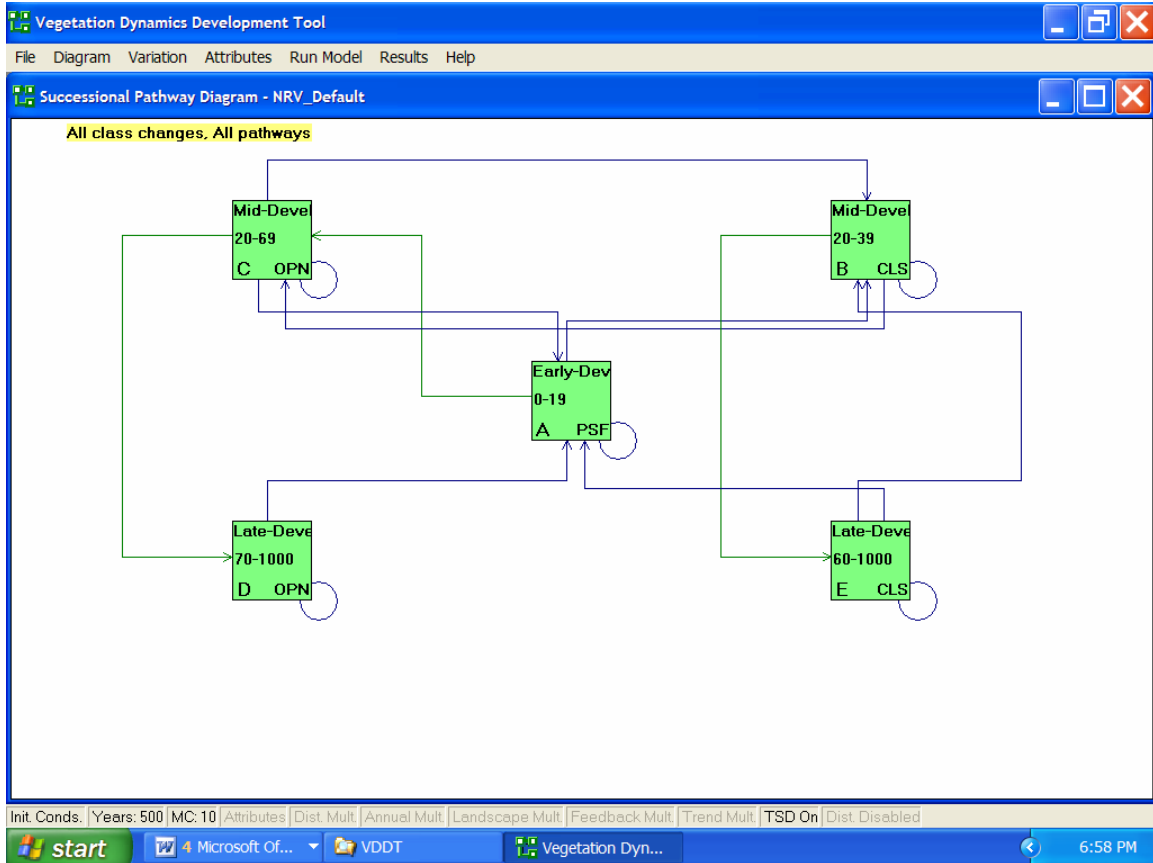 Vegetation Dynamics Development Tool
File Diagram Variation Attributes Run Model Results Help
Successional Pathway Diagram - NRV_Default
All class changes, All pathways
Mid-Devel
20-69
C OPN
Mid-Devel
20-39
B CLS
Early-Dev
0-19
A PSF
Late-Deve
70-1000
D OPN
Late-Deve
60-1000
E CLS
Init. Conds. Years: 500 MC: 10 Attributes Dist. Mult. Annual Mult. Landscape Mult. Feedback Mult. Trend Mult. TSD On Dist. Disabled
start 4 Microsoft Of... VDDT Vegetation Dyn... 6:58 PM